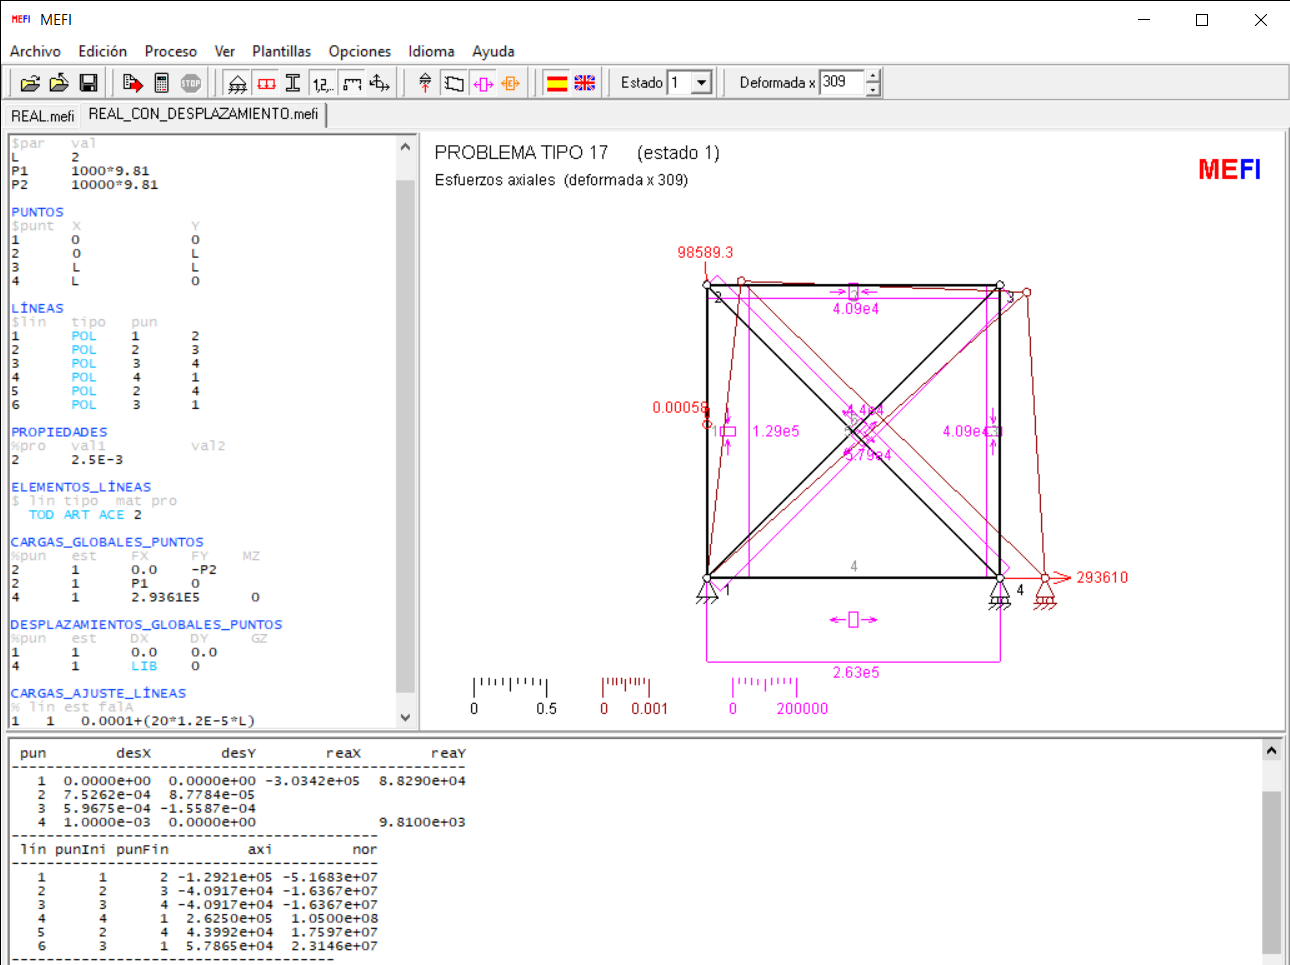 MEFI MEFI
Archivo Edición Proceso Ver Plantillas Opciones Idioma Ayuda
STOP 1,2,.. Estado 1 Deformada x 309
REAL.mefi REAL_CON_DESPLAZAMIENTO.mefi
$par val
L 2
P1 1000*9.81
P2 10000*9.81
PUNTOS
$punt X Y
1 0 0
2 0 L
3 L L
4 L 0
LÍNEAS
$lin tipo pun
1 POL 1 2
2 POL 2 3
3 POL 3 4
4 POL 4 1
5 POL 2 4
6 POL 3 1
PROPIEDADES
%pro val1 val2
2 2.5E-3
ELEMENTOS_LÍNEAS
$ lin tipo mat pro
TOD ART ACE 2
CARGAS_GLOBALES_PUNTOS
%pun est FX FY MZ
2 1 0.0 -P2
2 1 P1 0
4 1 2.9361E5 0
DESPLAZAMIENTOS_GLOBALES_PUNTOS
%pun est DX DY GZ
1 1 0.0 0.0
4 1 LIB 0
CARGAS_AJUSTE_LÍNEAS
% lin est falA
1 1 0.0001+(20*1.2E-5*L)
PROBLEMA TIPO 17 (estado 1)
Esfuerzos axiales (deformada x 309)
MEFI
98589.3
2
3
4.09e4
0.00058
1.29e5
4.4e4
4.09e4
5.79e4
4
1
4
293610
2.63e5
0 0.5 0 0.001 0 200000
pun desX desY reaX reaY
1 0.0000e+00 0.0000e+00 -3.0342e+05 8.8290e+04
2 7.5262e-04 8.7784e-05
3 5.9675e-04 -1.5587e-04
4 1.0000e-03 0.0000e+00 9.8100e+03
lin punIni punFin axi nor
1 1 2 -1.2921e+05 -5.1683e+07
2 2 3 -4.0917e+04 -1.6367e+07
3 3 4 -4.0917e+04 -1.6367e+07
4 4 1 2.6250e+05 1.0500e+08
5 2 4 4.3992e+04 1.7597e+07
6 3 1 5.7865e+04 2.3146e+07